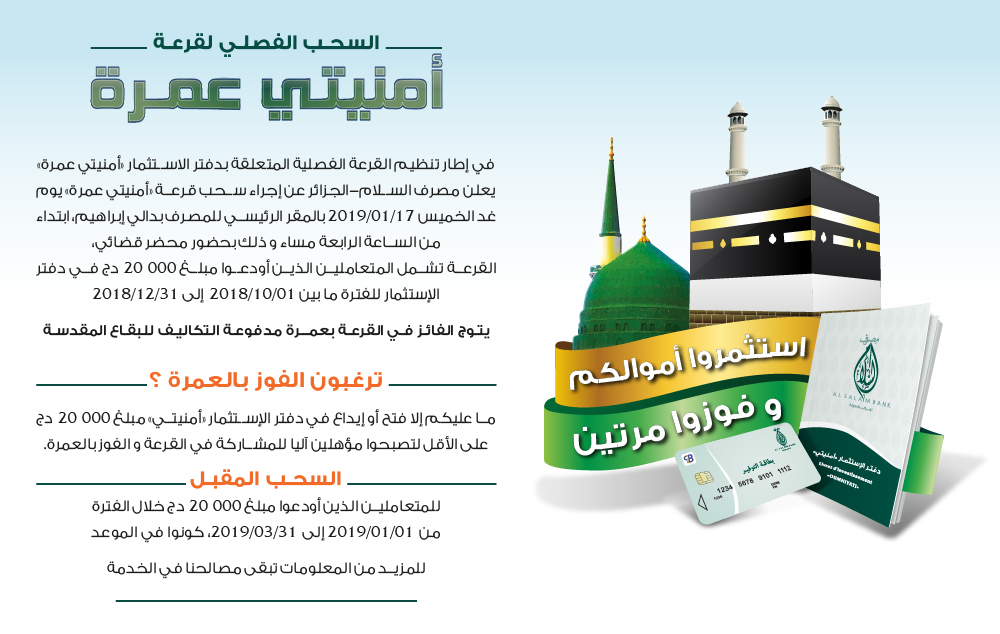 السحب الفصلي لقرعة
أمنيتي عمرة
في إطار تنظيم القرعة الفصلية المتعلقة بدفتر الاستثمار «أمنيتي عمرة»
يعلن مصرف السلام-الجزائر عن إجراء سحب قرعة «أمنيتي عمرة» يوم
غد الخميس 2019/01/17 بالمقر الرئيسي للمصرف بدالي إبراهيم، ابتداء
من الساعة الرابعة مساء و ذلك بحضور محضر قضائي،
القرعة تشمل المتعاملين الذين أودعوا مبلغ 000 20 دج في دفتر
الإستثمار للفترة ما بين 2018/10/01 إلى 2018/12/31
يتوج الفائز في القرعة بعمرة مدفوعة التكاليف للبقاع المقدسة
ترغبون الفوز بالعمرة ؟
ما عليكم إلا فتح أو إيداع في دفتر الإستثمار «أمنيتي» مبلغ 000 20 دج
على الأقل لتصبحوا مؤهلين آليا للمشاركة في القرعة و الفوز بالعمرة.
السحب المقبل
للمتعاملين الذين أودعوا مبلغ 000 20 دج خلال الفترة
من 2019/01/01 إلى 2019/03/31، كونوا في الموعد
للمزيد من المعلومات تبقى مصالحنا في الخدمة
استثمروا أموالكم
و فوزوا مرتين
مصرف السلام
AL SALAM BANK
دفتر الإستثمار «أمنيتي»
Livret d'investissement
«OUMNIYATI»
بطاقة التوفير
1234 5678 9101 1112